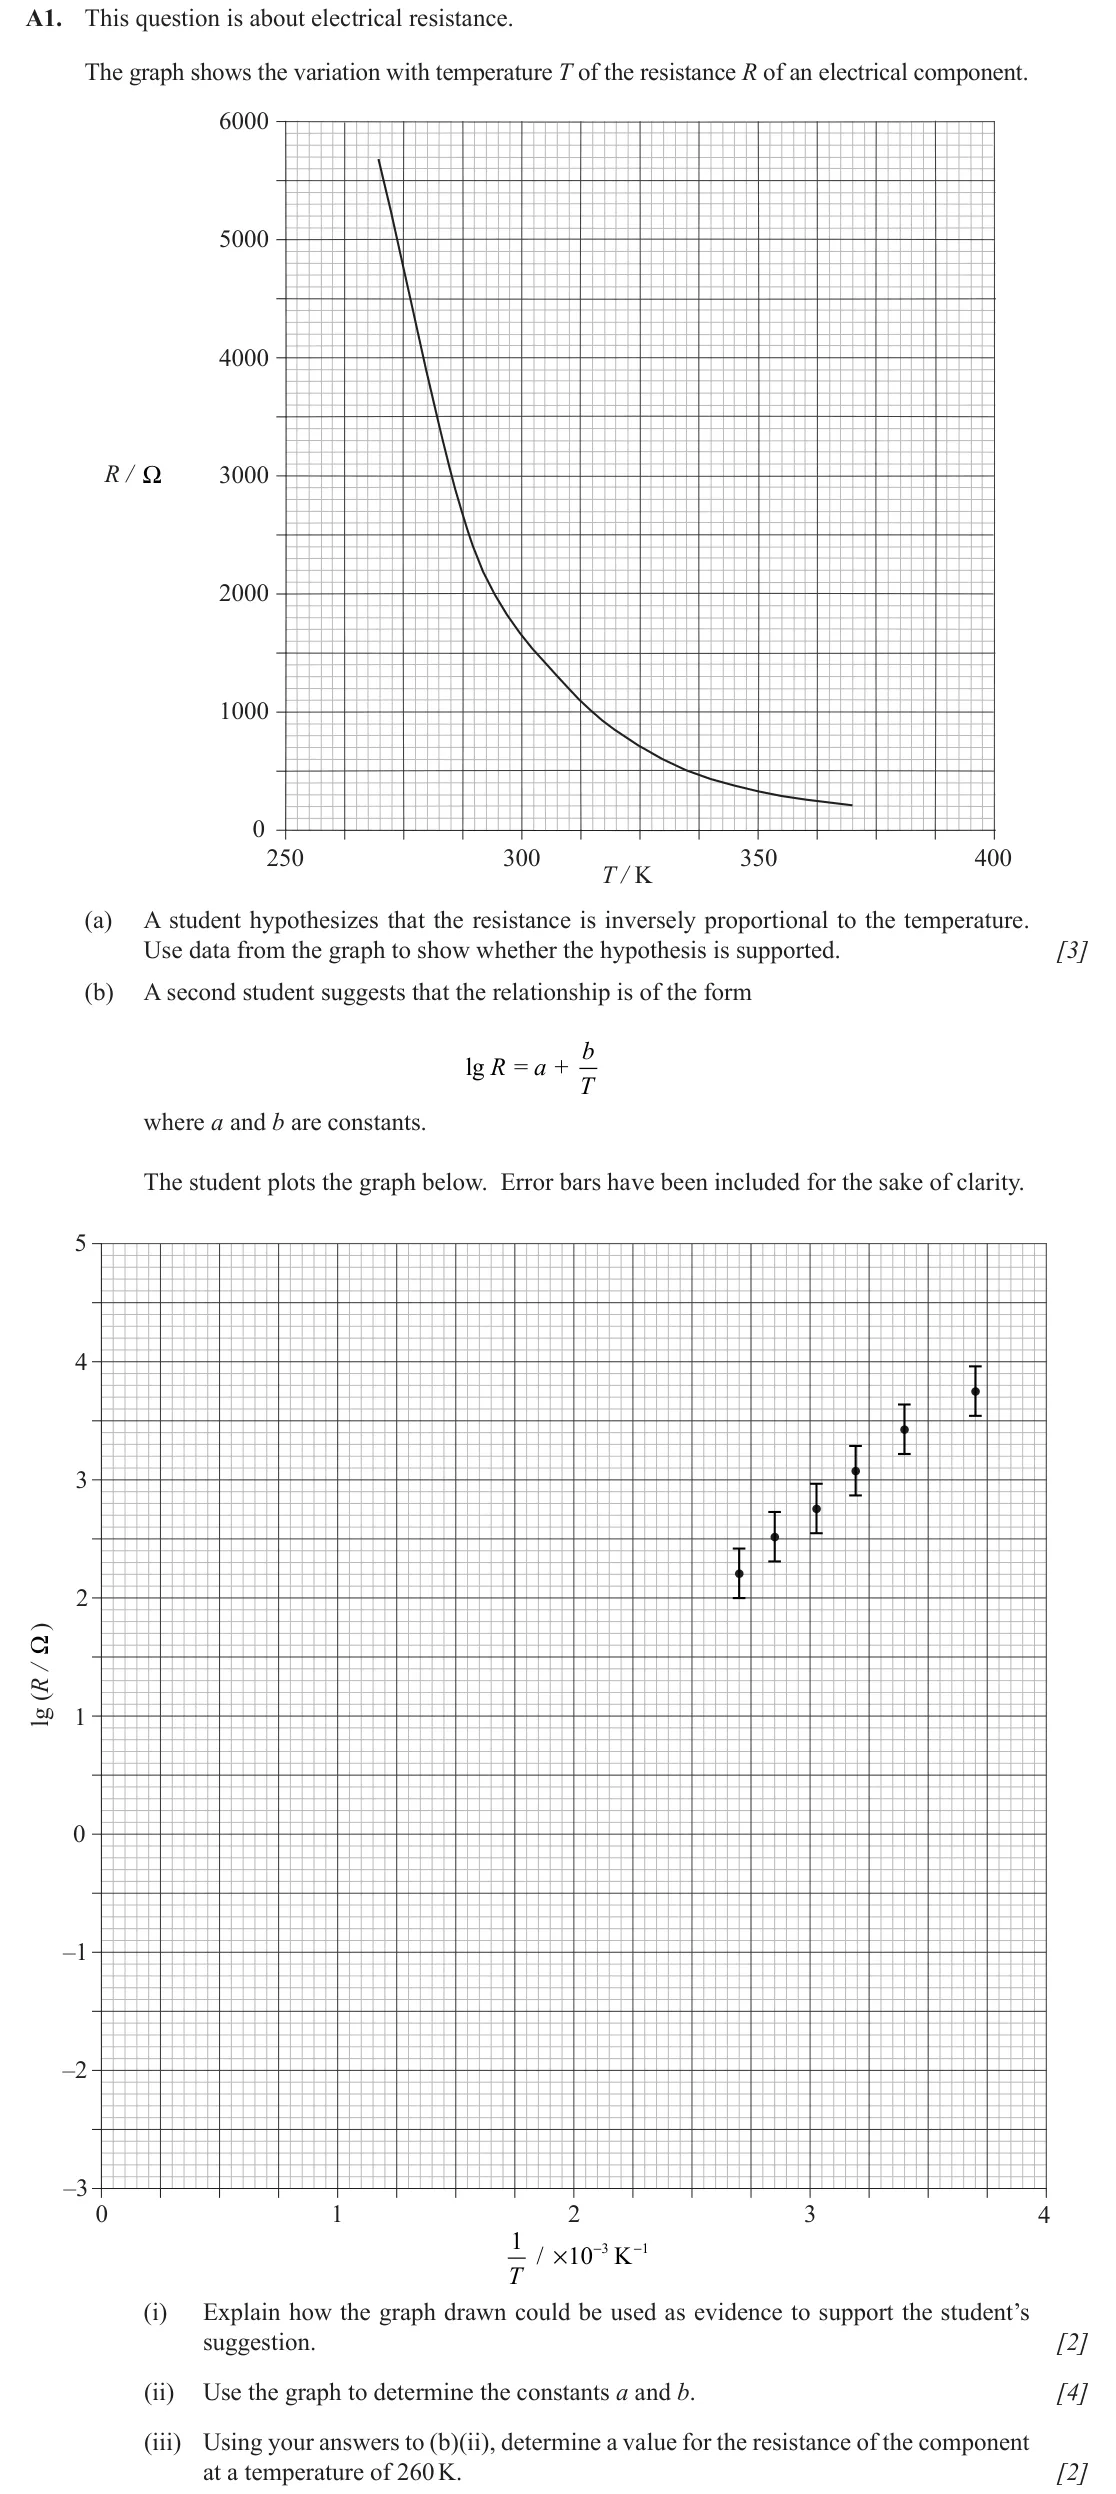 A1. This question is about electrical resistance.
The graph shows the variation with temperature T of the resistance R of an electrical component.
6000
5000
4000
R / Ω 3000
2000
1000
0
250 300 350 400
T / K
(a) A student hypothesizes that the resistance is inversely proportional to the temperature.
Use data from the graph to show whether the hypothesis is supported. [3]
(b) A second student suggests that the relationship is of the form
lg R = a + b/T
where a and b are constants.
The student plots the graph below. Error bars have been included for the sake of clarity.
5
4
3
2
lg (R / Ω)
1
0
–1
–2
–3
0 1 2 3 4
1/T / ×10⁻³ K⁻¹
(i) Explain how the graph drawn could be used as evidence to support the student’s
suggestion. [2]
(ii) Use the graph to determine the constants a and b. [4]
(iii) Using your answers to (b)(ii), determine a value for the resistance of the component
at a temperature of 260 K. [2]